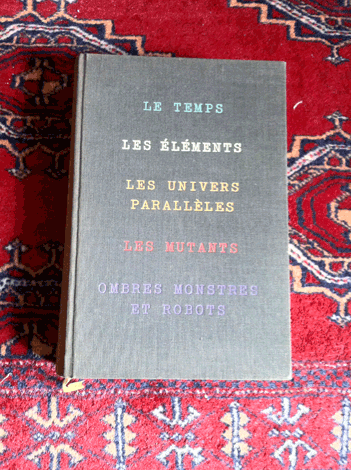 LE TEMPS
LES ÉLÉMENTS
LES UNIVERS
PARALLÈLES
LES MUTANTS
OMBRES MONSTRES
ET ROBOTS